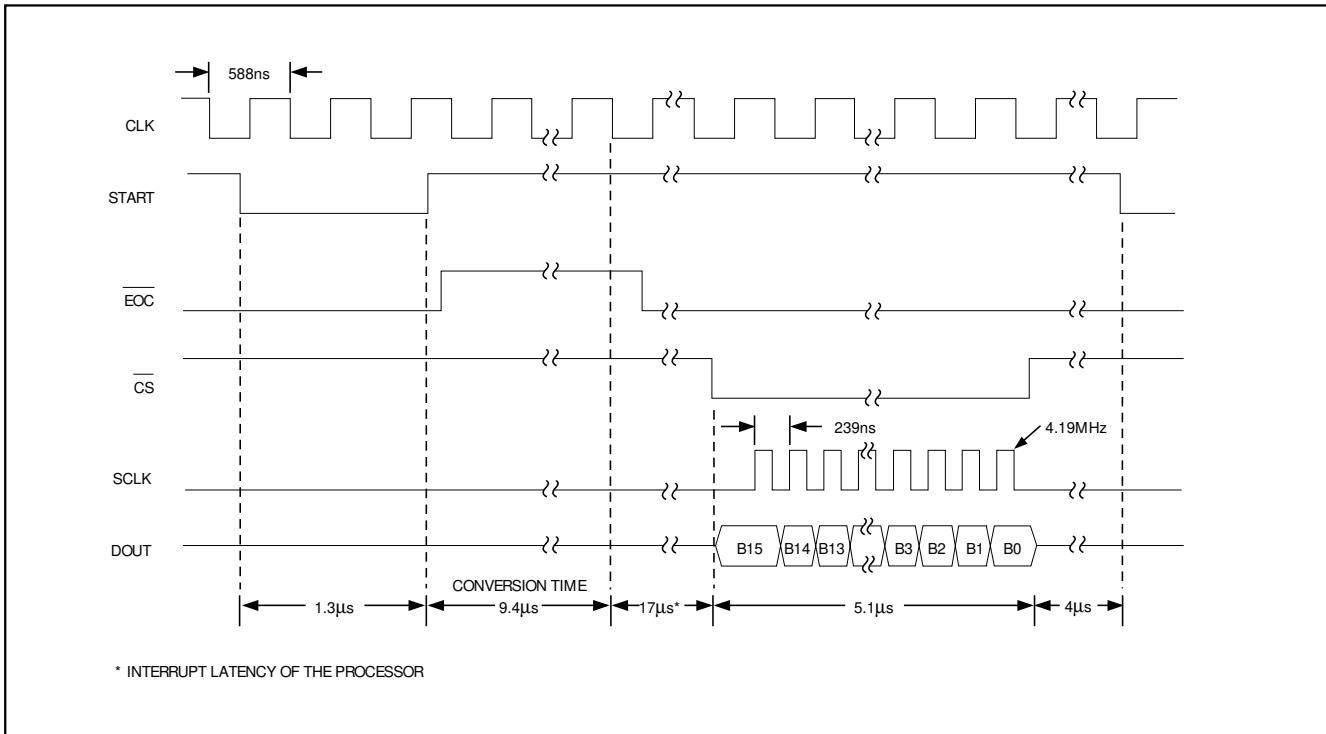 588ns
CLK
START
EOC
CS
239ns
4.19MHz
SCLK
DOUT
B15 B14 B13 B3 B2 B1 B0
CONVERSION TIME
1.3µs 9.4µs 17µs* 5.1µs 4µs
* INTERRUPT LATENCY OF THE PROCESSOR